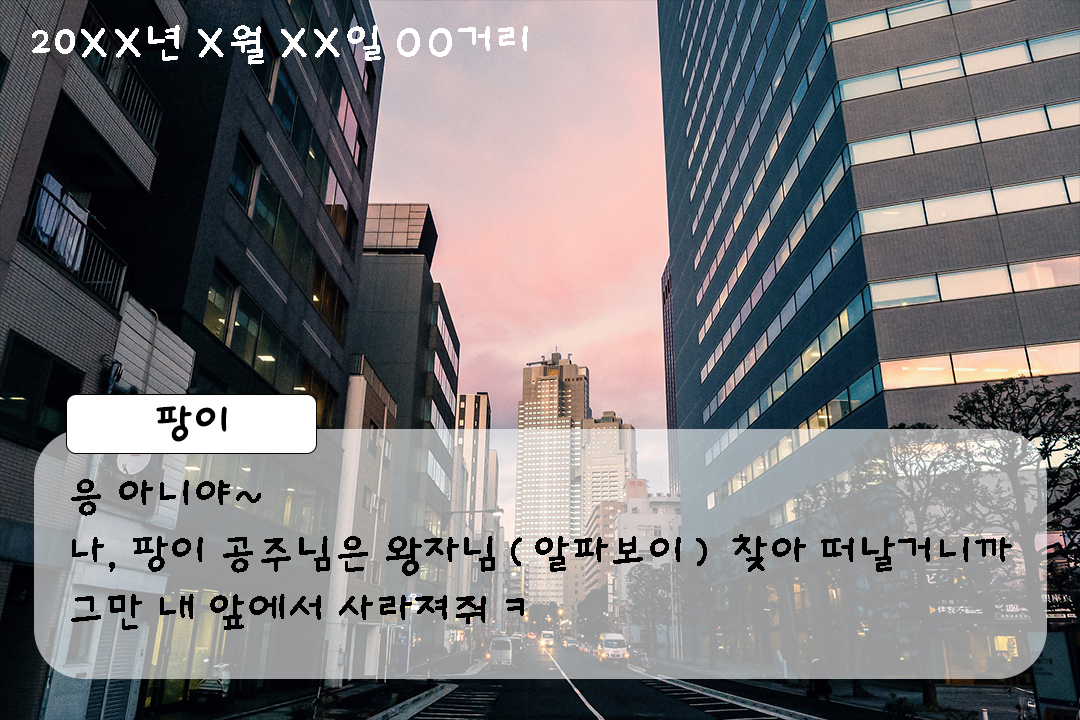 20XX년 X월 XX일 OO거리
팡이
응 아니야~
나, 팡이 공주님은 왕자님(알파보이) 찾아 떠날거니까
그만 내 앞에서 사라져줘 ㅋ